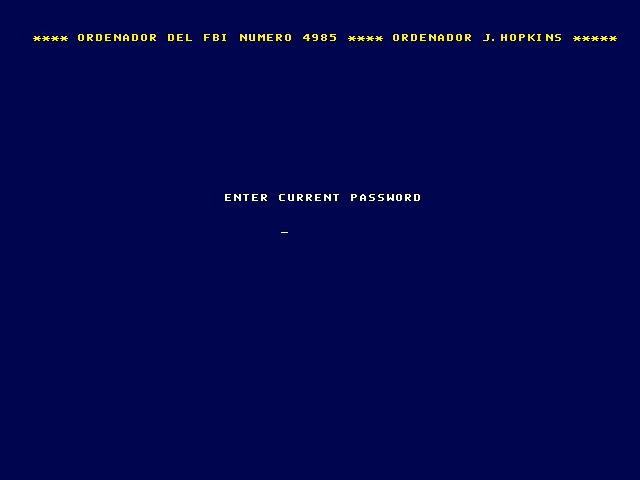 **** ORDENADOR DEL FBI NUMERO 4985 **** ORDENADOR J.HOPKINS *****
ENTER CURRENT PASSWORD
_